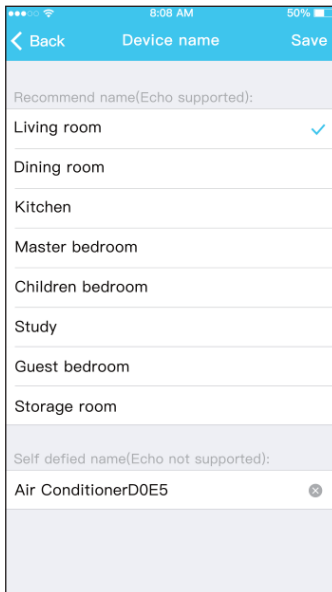 8:08 AM 50%
Back Device name Save
Recommend name(Echo supported):
Living room
Dining room
Kitchen
Master bedroom
Children bedroom
Study
Guest bedroom
Storage room
Self defied name(Echo not supported):
Air ConditionerD0E5